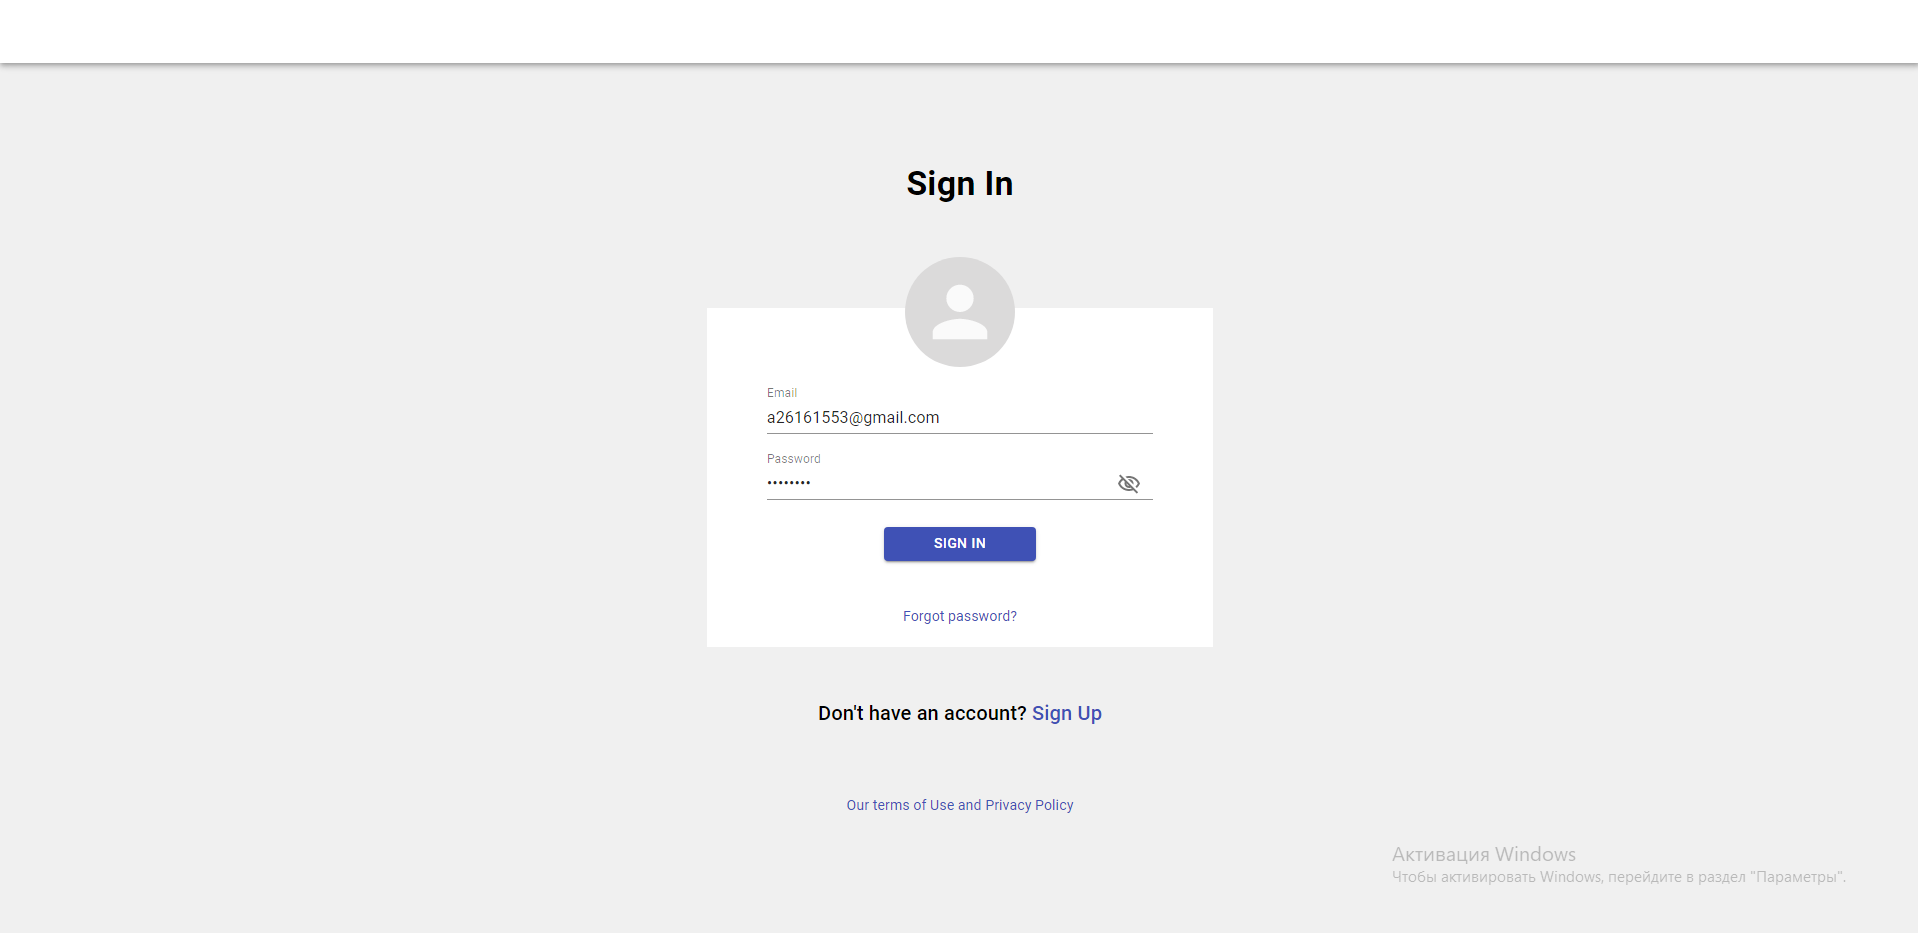 Sign In
Email
a26161553@gmail.com
Password
••••••••
SIGN IN
Forgot password?
Don't have an account? Sign Up
Our terms of Use and Privacy Policy
Активация Windows
Чтобы активировать Windows, перейдите в раздел "Параметры".